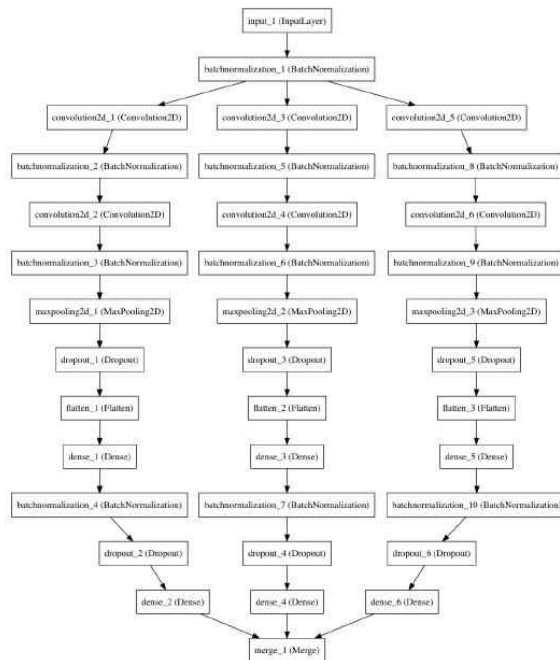 input_1 (InputLayer)
batchnormalization_1 (BatchNormalization)
convolution2d_1 (Convolution2D)
convolution2d_3 (Convolution2D)
convolution2d_5 (Convolution2D)
batchnormalization_2 (BatchNormalization)
batchnormalization_5 (BatchNormalization)
batchnormalization_8 (BatchNormalization)
convolution2d_2 (Convolution2D)
convolution2d_4 (Convolution2D)
convolution2d_6 (Convolution2D)
batchnormalization_3 (BatchNormalization)
batchnormalization_6 (BatchNormalization)
batchnormalization_9 (BatchNormalization)
maxpooling2d_1 (MaxPooling2D)
maxpooling2d_2 (MaxPooling2D)
maxpooling2d_3 (MaxPooling2D)
dropout_1 (Dropout)
dropout_3 (Dropout)
dropout_5 (Dropout)
flatten_1 (Flatten)
flatten_2 (Flatten)
flatten_3 (Flatten)
dense_1 (Dense)
dense_3 (Dense)
dense_5 (Dense)
batchnormalization_4 (BatchNormalization)
batchnormalization_7 (BatchNormalization)
batchnormalization_10 (BatchNormalization)
dropout_2 (Dropout)
dropout_4 (Dropout)
dropout_6 (Dropout)
dense_2 (Dense)
dense_4 (Dense)
dense_6 (Dense)
merge_1 (Merge)